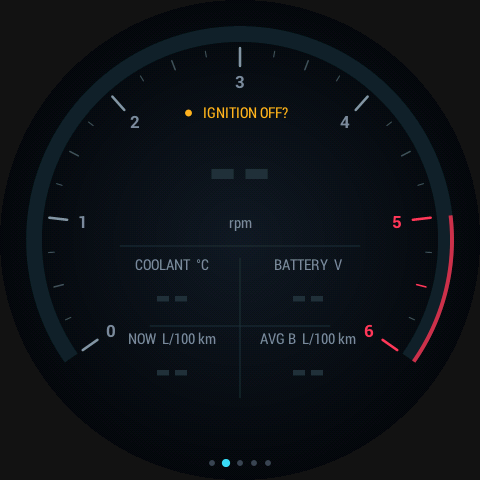 3
2
4
IGNITION OFF?
1
5
-- --
rpm
COOLANT °C
BATTERY V
-- --
-- --
0
6
NOW L/100 km
AVG B L/100 km
-- --
-- --